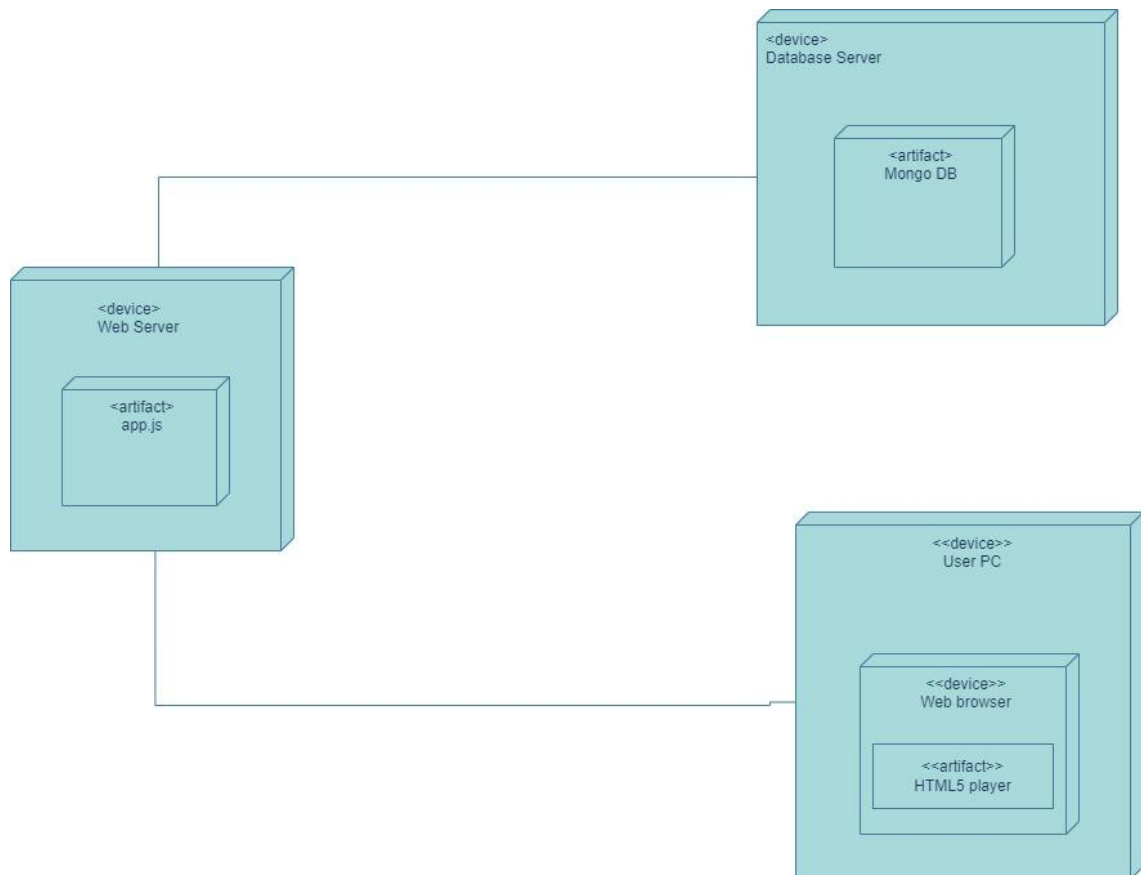 <device>
Database Server
<artifact>
Mongo DB
<device>
Web Server
<artifact>
app.js
<<device>>
User PC
<<device>>
Web browser
<<artifact>>
HTML5 player